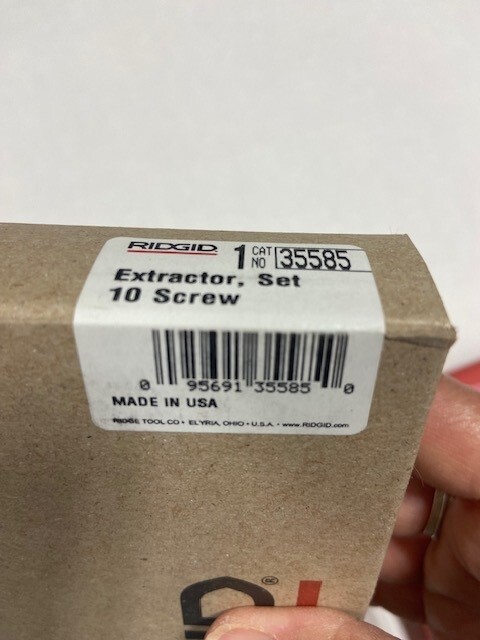 RIDGID 1 CAT NO 35585
Extractor, Set
10 Screw
0 95691 35585 0
MADE IN USA
RIDGE TOOL CO • ELYRIA, OHIO • U.S.A. • www.RIDGID.com